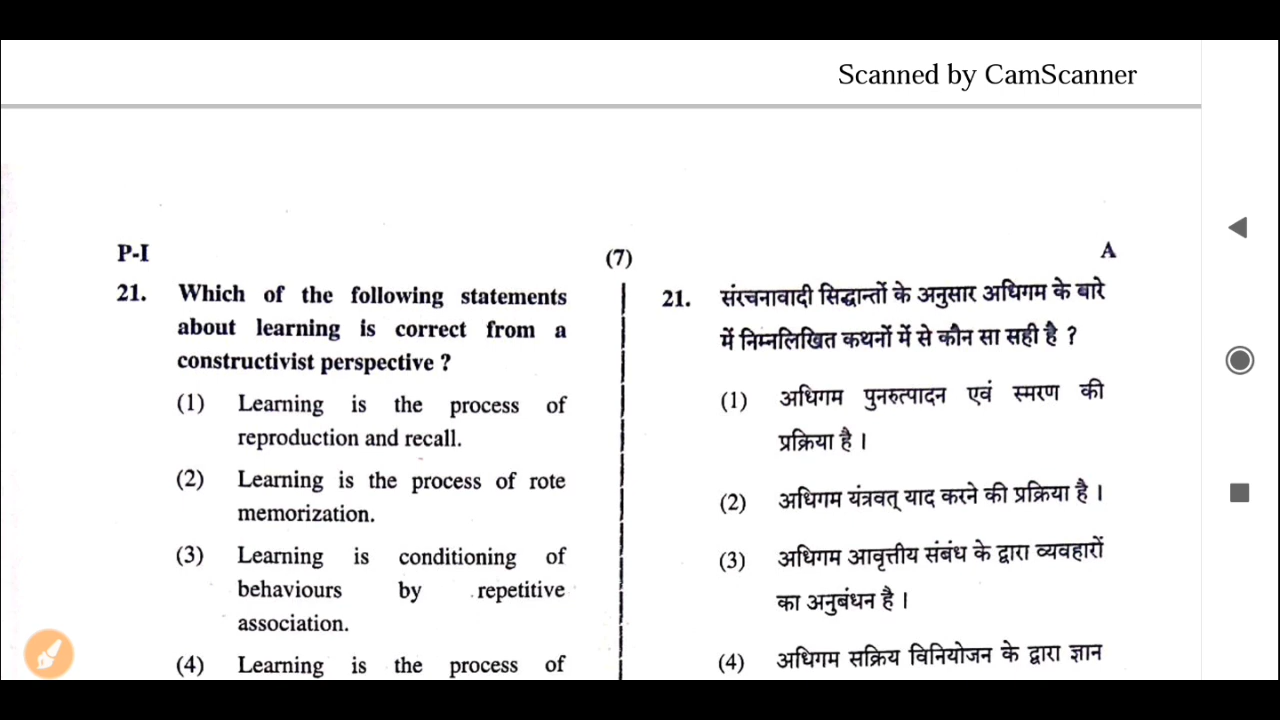 Scanned by CamScanner
P-I
(7)
A
21. Which of the following statements
about learning is correct from a
constructivist perspective ?
(1) Learning is the process of
reproduction and recall.
(2) Learning is the process of rote
memorization.
(3) Learning is conditioning of
behaviours by repetitive
association.
(4) Learning is the process of
21. संरचनावादी सिद्धान्तों के अनुसार अधिगम के बारे
में निम्नलिखित कथनों में से कौन सा सही है ?
(1) अधिगम पुनरुत्पादन एवं स्मरण की
प्रक्रिया है ।
(2) अधिगम यंत्रवत् याद करने की प्रक्रिया है ।
(3) अधिगम आवृत्तीय संबंध के द्वारा व्यवहारों
का अनुबंधन है ।
(4) अधिगम सक्रिय विनियोजन के द्वारा ज्ञान